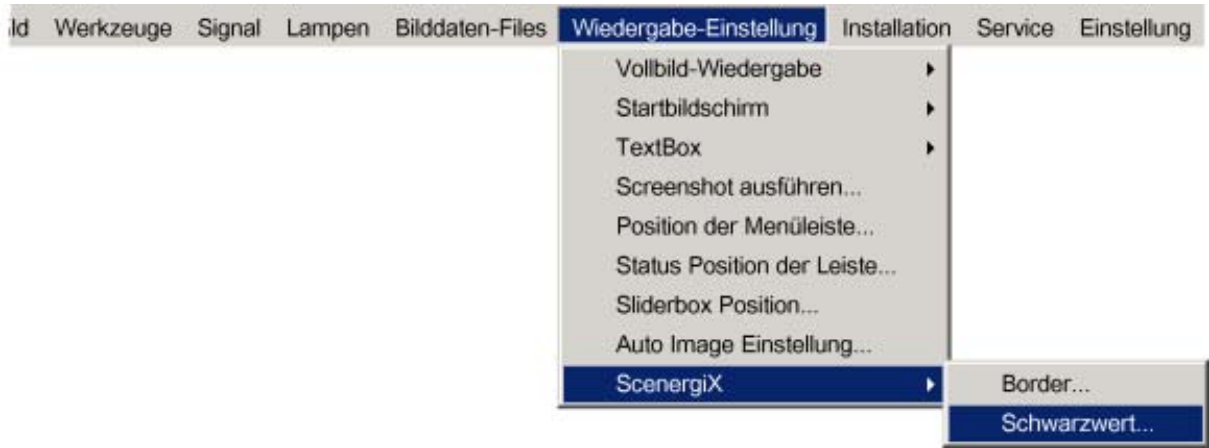 ld Werkzeuge Signal Lampen Bilddaten-Files Wiedergabe-Einstellung Installation Service Einstellung
Vollbild-Wiedergabe
Startbildschirm
TextBox
Screenshot ausführen...
Position der Menüleiste...
Status Position der Leiste...
Sliderbox Position...
Auto Image Einstellung...
ScenergiX
Border...
Schwarzwert...